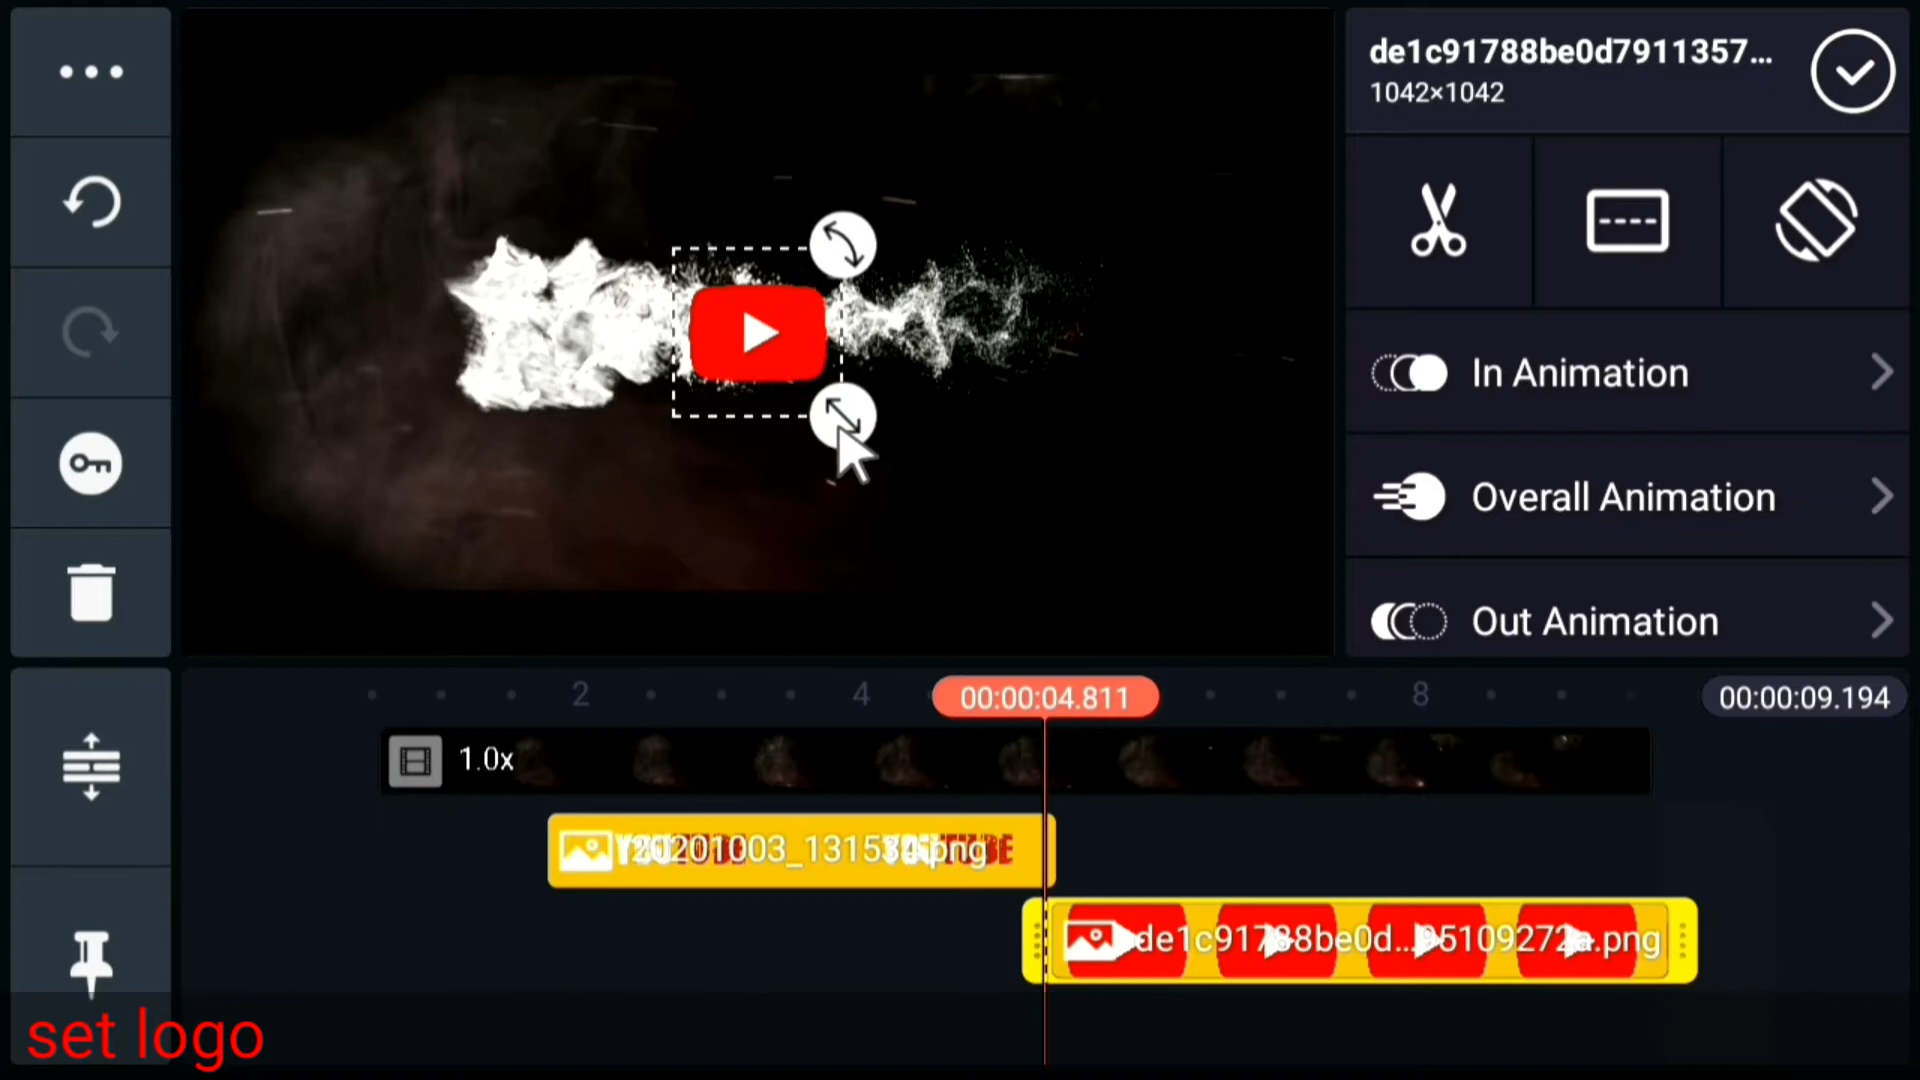 de1c91788be0d7911357...
1042×1042
In Animation
Overall Animation
Out Animation
2
4
00:00:04.811
8
00:00:09.194
1.0x
20201003_131534.png
de1c91788be0d...95109272a.png
set logo